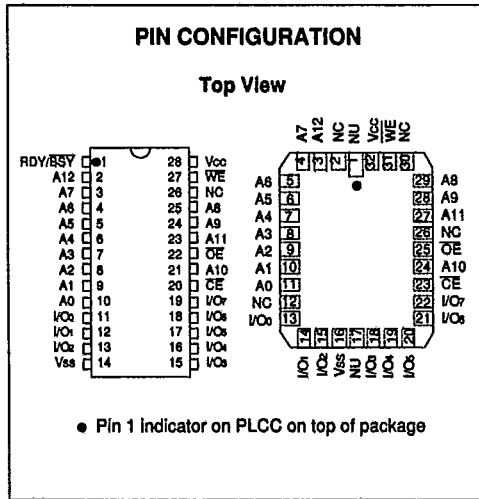 PIN CONFIGURATION
Top View
RDY/BSY 1 28 Vcc
A12 2 27 WE
A7 3 26 NC
A6 4 25 A8
A5 5 24 A9
A4 6 23 A11
A3 7 22 OE
A2 8 21 A10
A1 9 20 CE
A0 10 19 I/O7
I/O0 11 18 I/O6
I/O1 12 17 I/O5
I/O2 13 16 I/O4
Vss 14 15 I/O3
A7 A12 NC NU Vcc WE NC
4 3 2 1 32 31 30
A6 5 29 A8
A5 6 28 A9
A4 7 27 A11
A3 8 26 NC
A2 9 25 OE
A1 10 24 A10
A0 11 23 CE
NC 12 22 I/O7
I/O0 13 21 I/O6
14 15 16 17 18 19 20
I/O1 I/O2 Vss NU I/O3 I/O4 I/O5
● Pin 1 indicator on PLCC on top of package